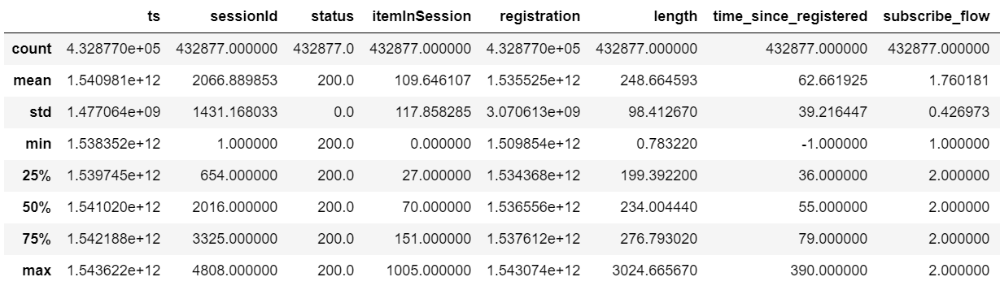 ts sessionId status itemInSession registration length time_since_registered subscribe_flow
count 4.328770e+05 432877.000000 432877.0 432877.000000 4.328770e+05 432877.000000 432877.000000 432877.000000
mean 1.540981e+12 2066.889853 200.0 109.646107 1.535525e+12 248.664593 62.661925 1.760181
std 1.477064e+09 1431.168033 0.0 117.858285 3.070613e+09 98.412670 39.216447 0.426973
min 1.538352e+12 1.000000 200.0 0.000000 1.509854e+12 0.783220 -1.000000 1.000000
25% 1.539745e+12 654.000000 200.0 27.000000 1.534368e+12 199.392200 36.000000 2.000000
50% 1.541020e+12 2016.000000 200.0 70.000000 1.536556e+12 234.004440 55.000000 2.000000
75% 1.542188e+12 3325.000000 200.0 151.000000 1.537612e+12 276.793020 79.000000 2.000000
max 1.543622e+12 4808.000000 200.0 1005.000000 1.543074e+12 3024.665670 390.000000 2.000000